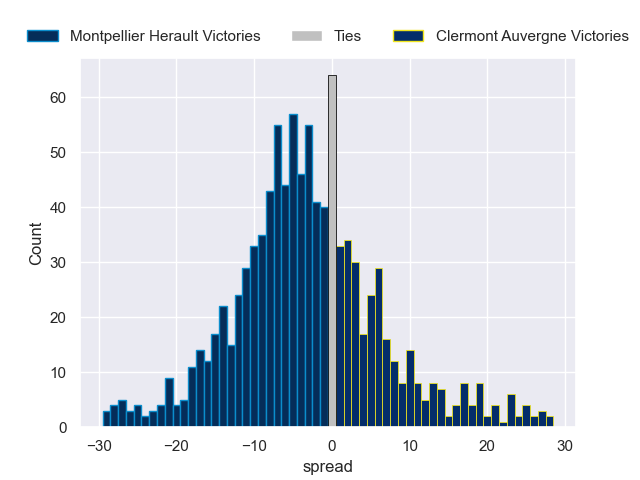 Montpellier Herault Victories Ties Clermont Auvergne Victories
60
50
40
30
20
10
0
Count
−30 −20 −10 0 10 20 30
spread